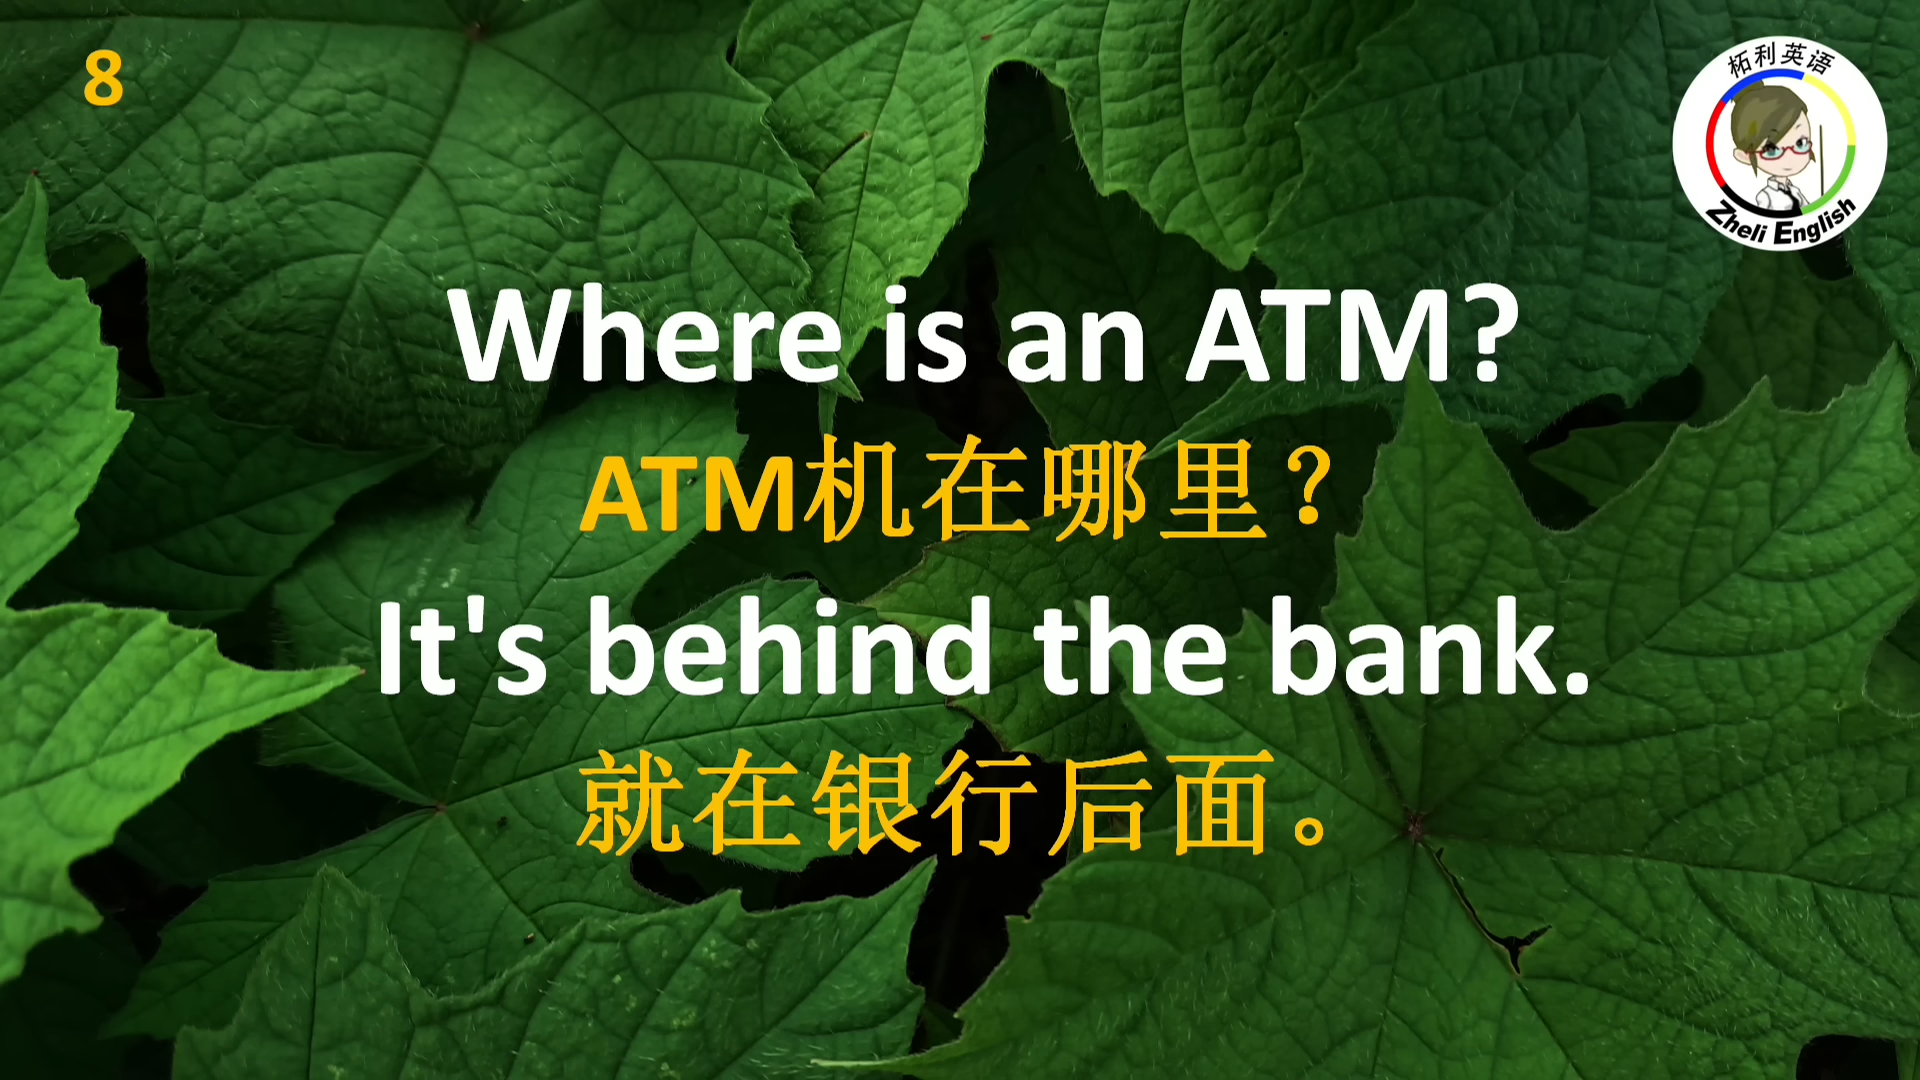 8
柘利英语
Zheli English
Where is an ATM?
ATM机在哪里？
It's behind the bank.
就在银行后面。